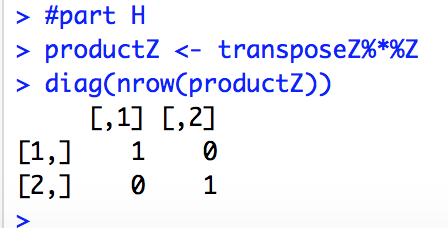 > #part H
> productZ <- transposeZ%*%Z
> diag(nrow(productZ))
     [,1] [,2]
[1,]    1    0
[2,]    0    1
>